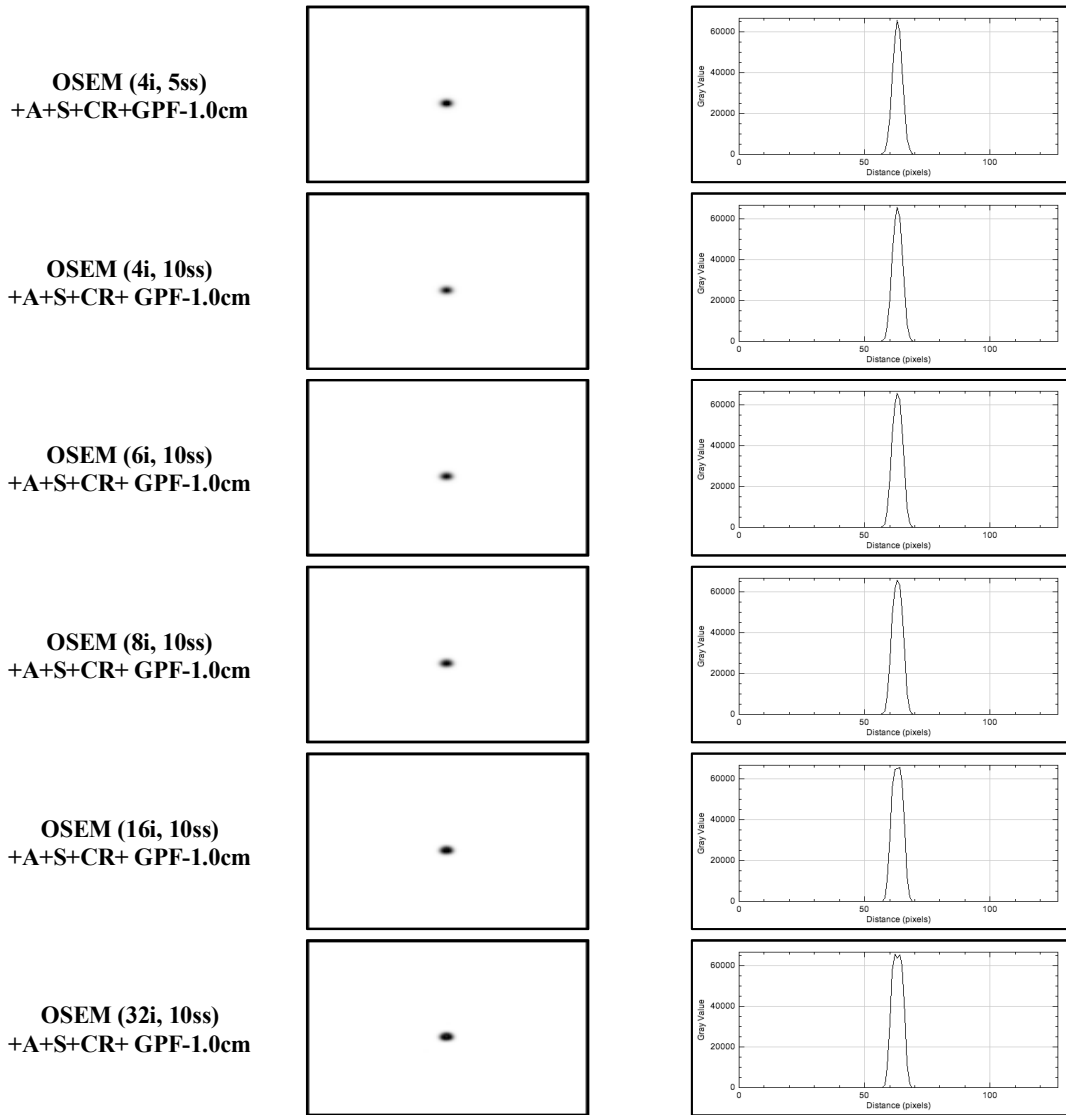 OSEM (4i, 5ss)
+A+S+CR+GPF-1.0cm
60000
40000
20000
0
Gray Value
0
50
100
Distance (pixels)
OSEM (4i, 10ss)
+A+S+CR+ GPF-1.0cm
60000
40000
20000
0
Gray Value
0
50
100
Distance (pixels)
OSEM (6i, 10ss)
+A+S+CR+ GPF-1.0cm
60000
40000
20000
0
Gray Value
0
50
100
Distance (pixels)
OSEM (8i, 10ss)
+A+S+CR+ GPF-1.0cm
60000
40000
20000
0
Gray Value
0
50
100
Distance (pixels)
OSEM (16i, 10ss)
+A+S+CR+ GPF-1.0cm
60000
40000
20000
0
Gray Value
0
50
100
Distance (pixels)
OSEM (32i, 10ss)
+A+S+CR+ GPF-1.0cm
60000
40000
20000
0
Gray Value
0
50
100
Distance (pixels)